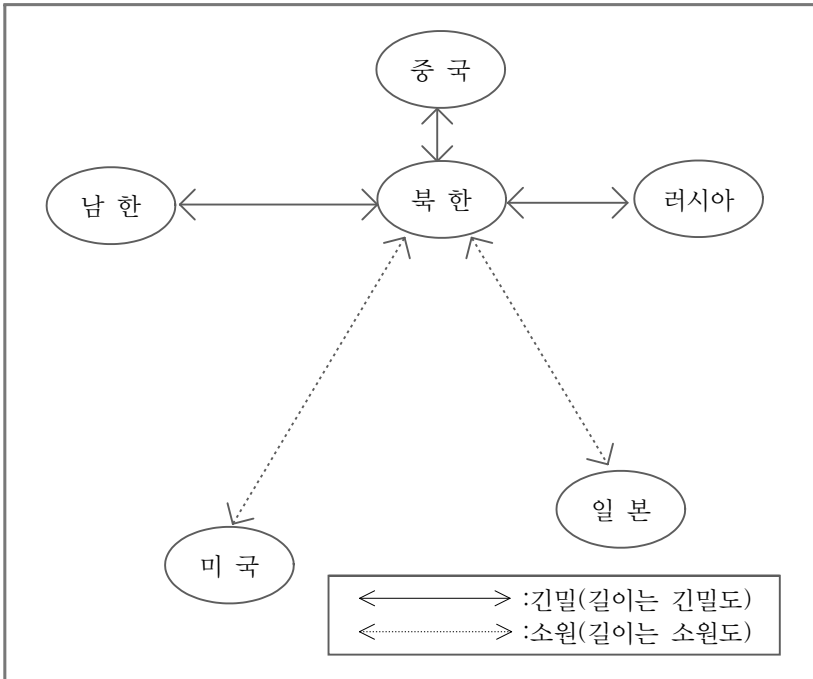 중 국
남 한
북 한
러시아
미 국
일 본
:긴밀(길이는 긴밀도)
:소원(길이는 소원도)